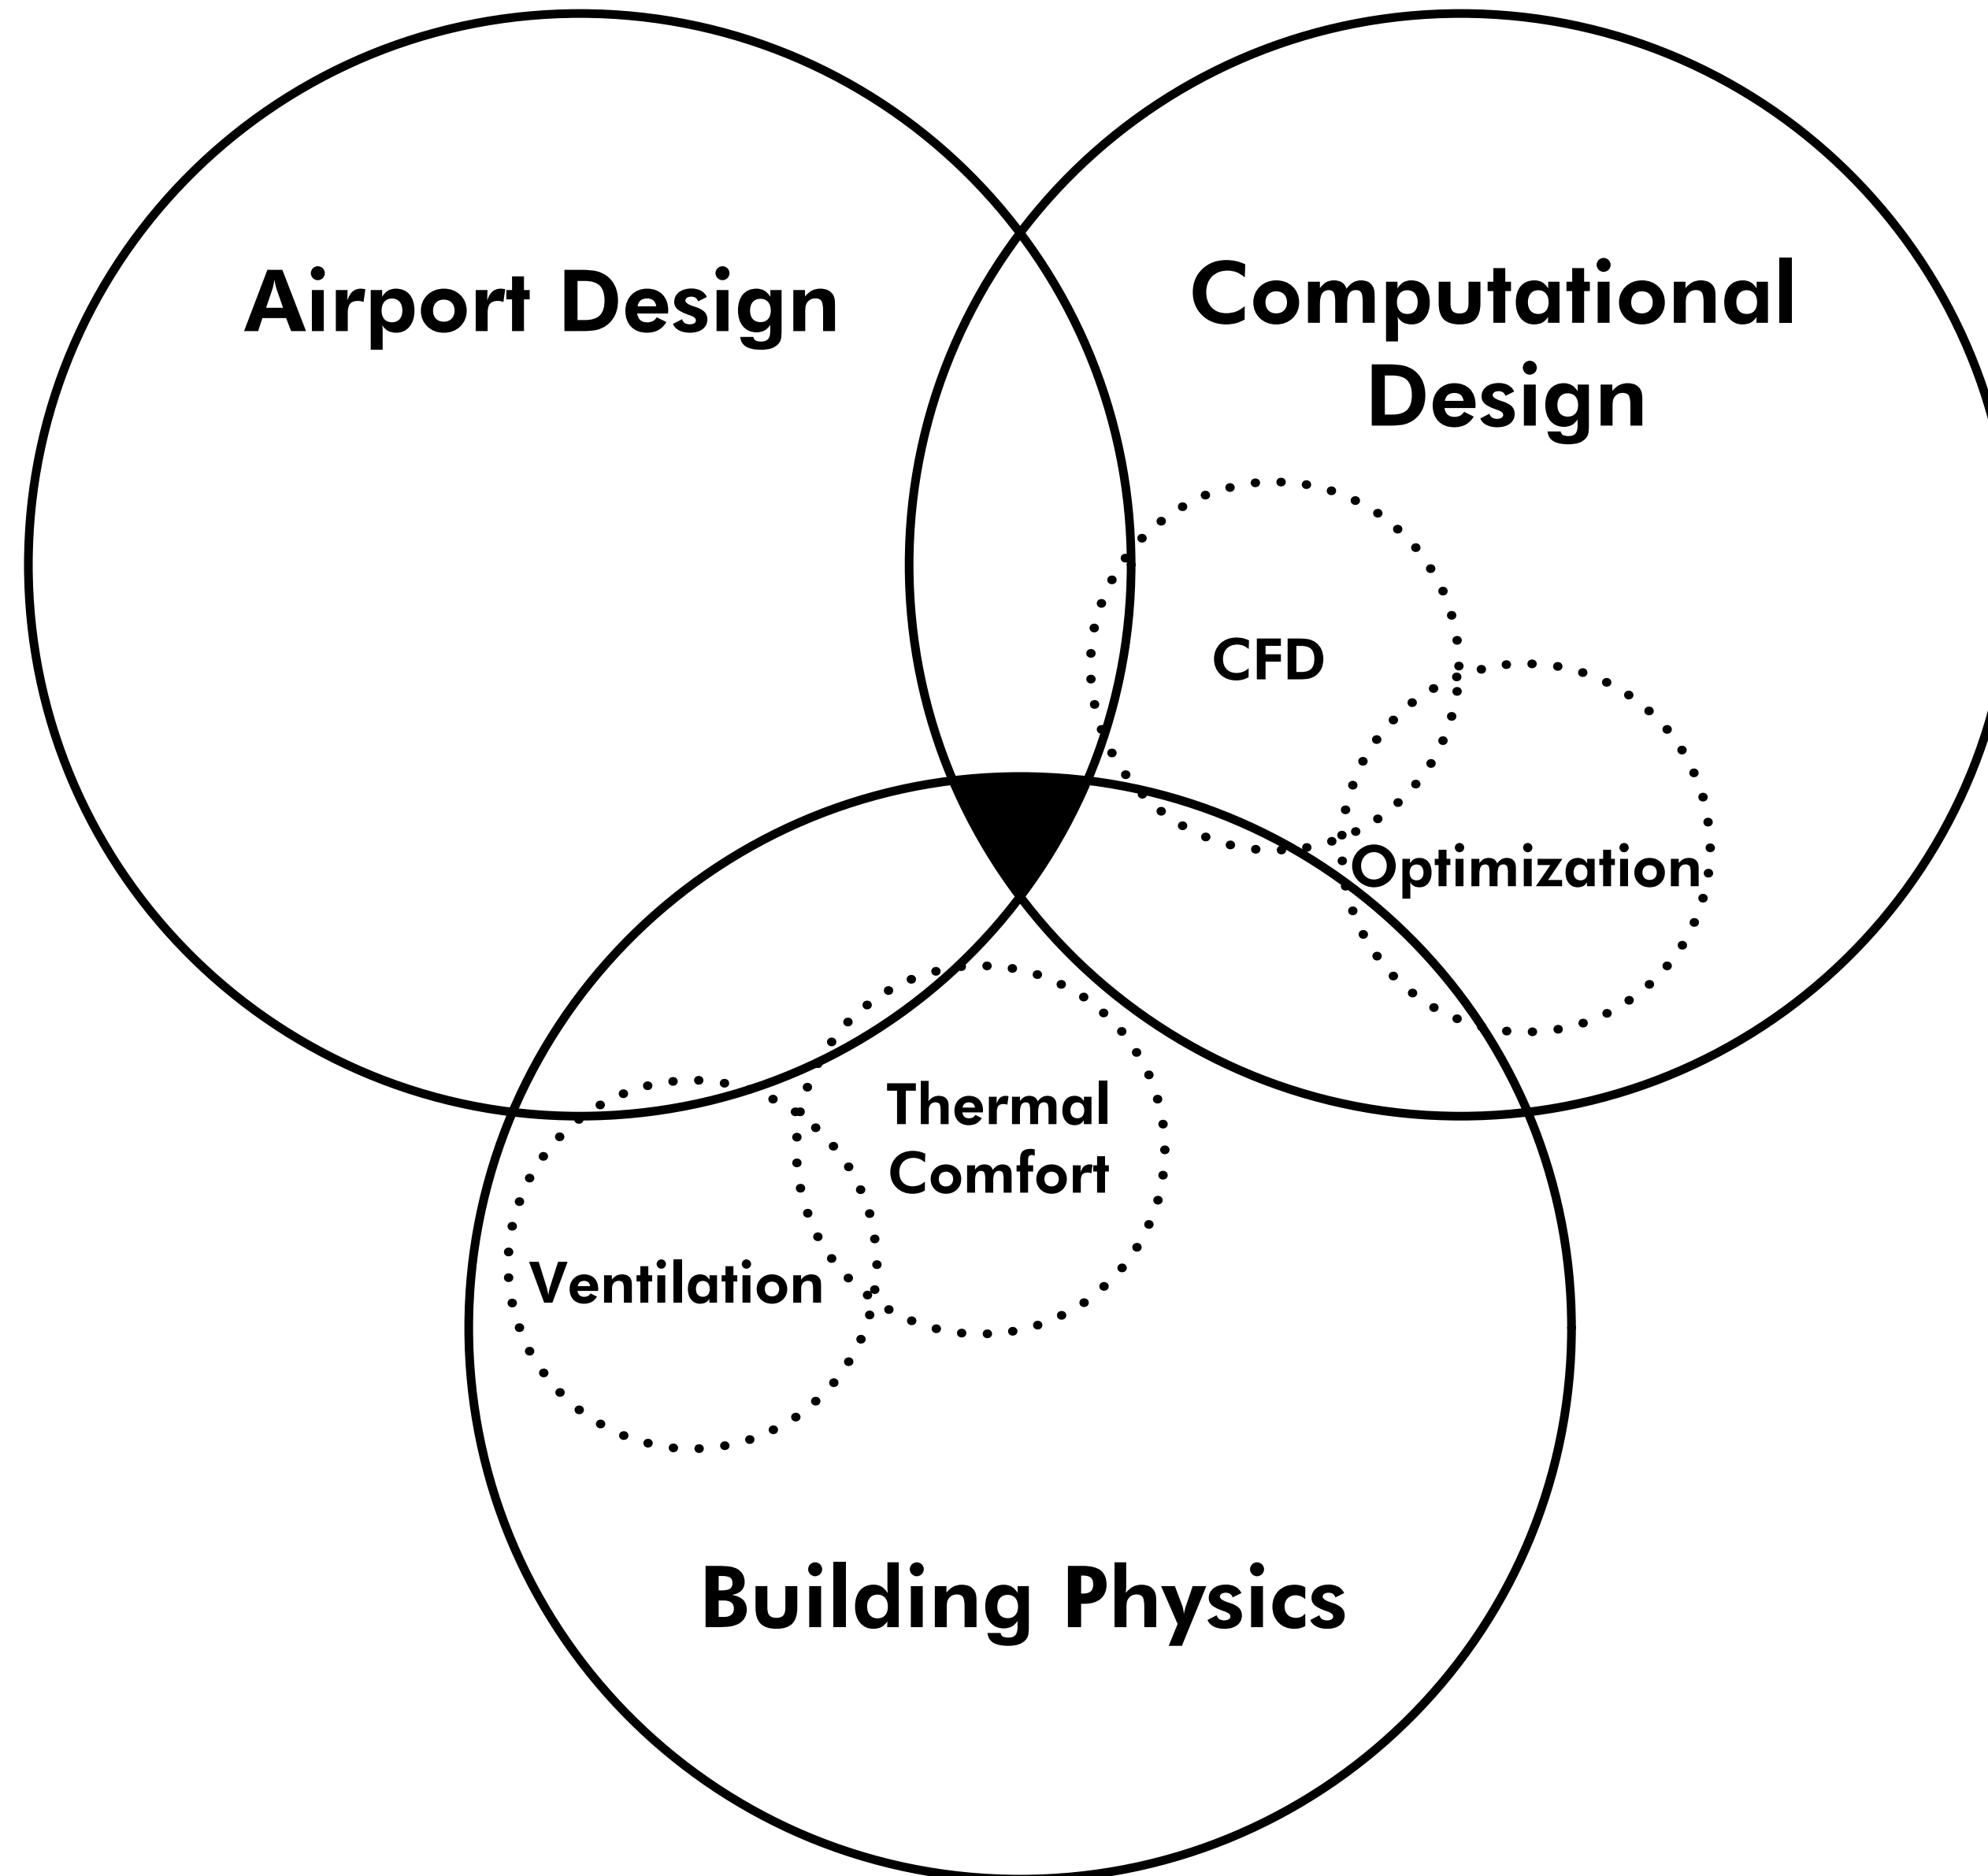 Airport Design
Computational
Design
CFD
Optimization
Thermal
Comfort
Ventilation
Building Physics